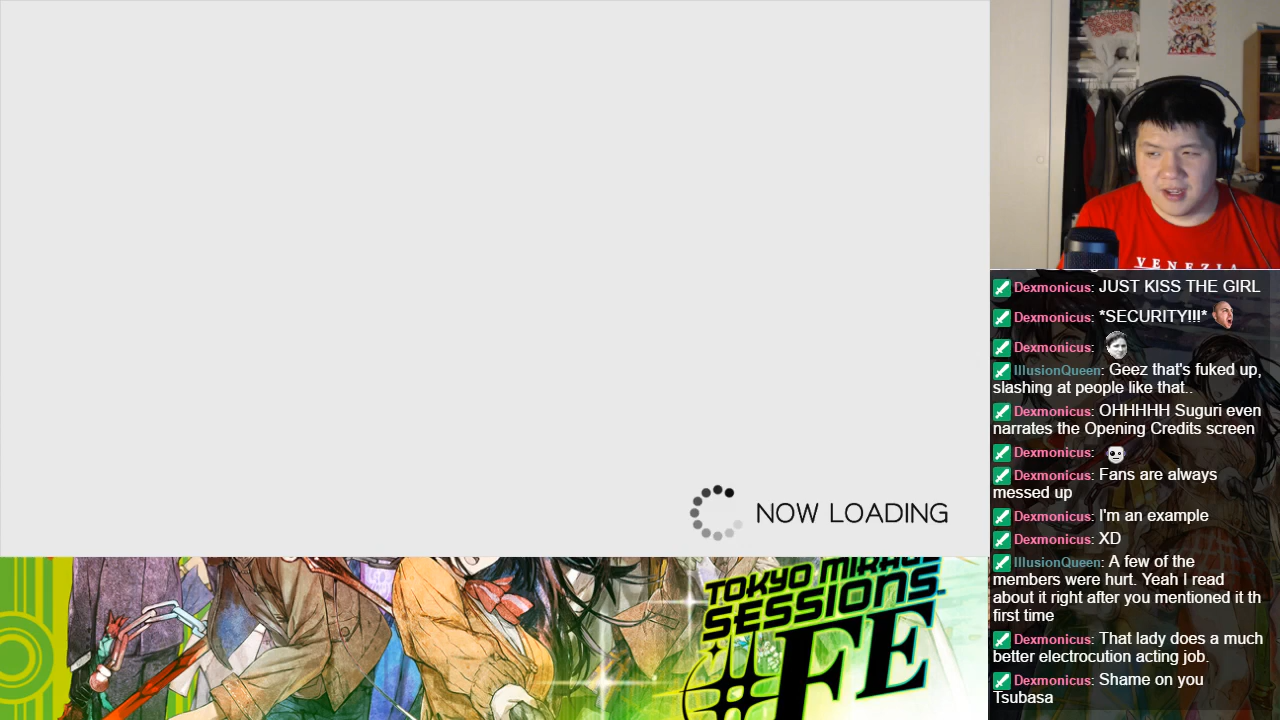 NOW LOADING
TOKYO MIRAGE
SESSIONS
#FE
VENEZIA
Dexmonicus: JUST KISS THE GIRL
Dexmonicus: *SECURITY!!!*
Dexmonicus:
IllusionQueen: Geez that's fuked up,
slashing at people like that..
Dexmonicus: OHHHHH Suguri even
narrates the Opening Credits screen
Dexmonicus:
Dexmonicus: Fans are always
messed up
Dexmonicus: I'm an example
Dexmonicus: XD
IllusionQueen: A few of the
members were hurt. Yeah I read
about it right after you mentioned it th
first time
Dexmonicus: That lady does a much
better electrocution acting job.
Dexmonicus: Shame on you
Tsubasa